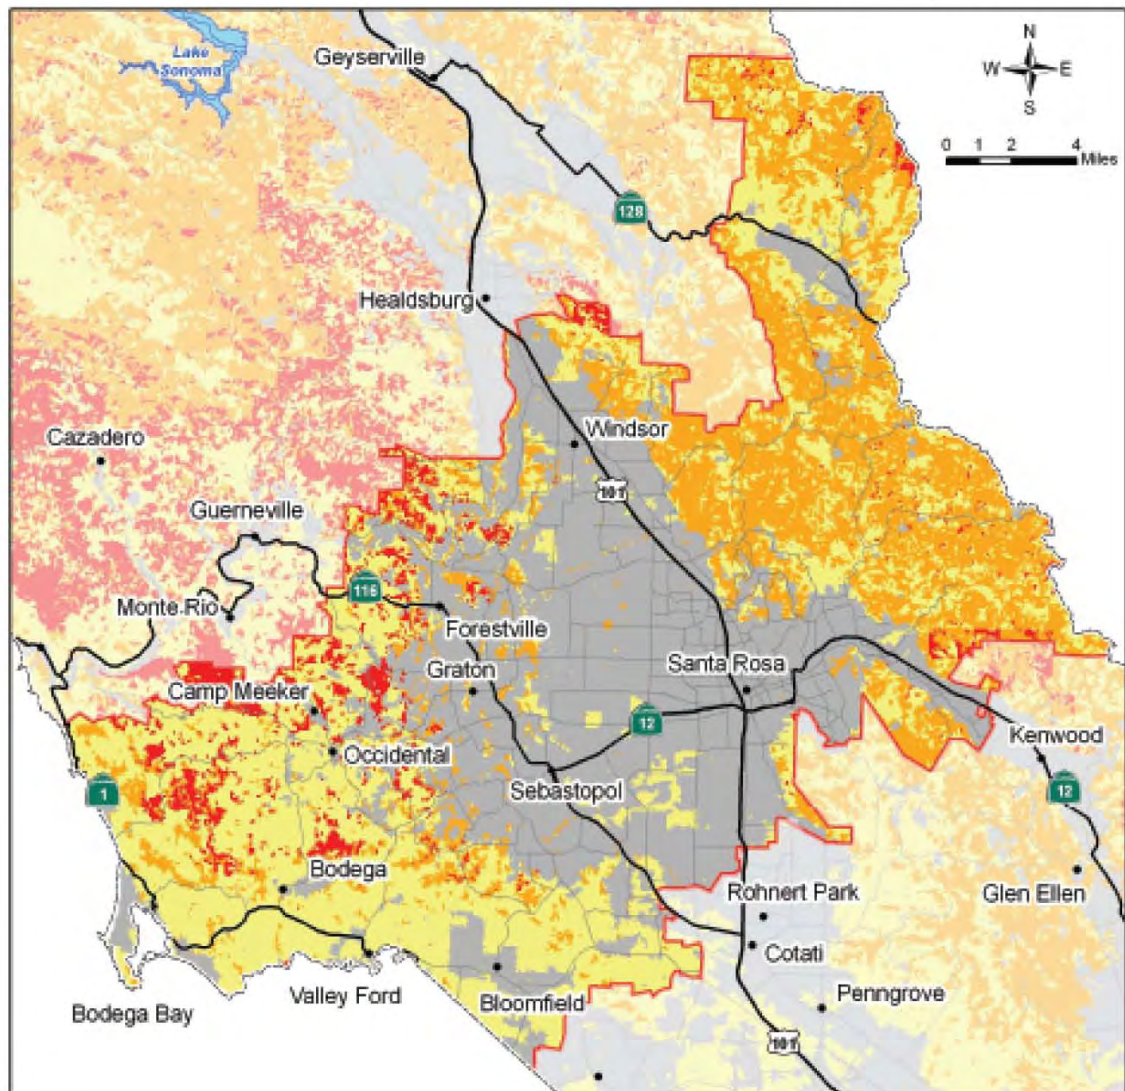 Lake
Sonoma
Geyserville
N
W
E
S
0 1 2 4
Miles
128
Healdsburg
Cazadero
Windsor
101
Guerneville
116
Monte Rio
Forestville
Santa Rosa
Graton
Camp Meeker
12
Kenwood
Occidental
1
Sebastopol
12
Bodega
Rohnert Park
Glen Ellen
Cotati
Valley Ford
Bloomfield
Penngrove
Bodega Bay
101